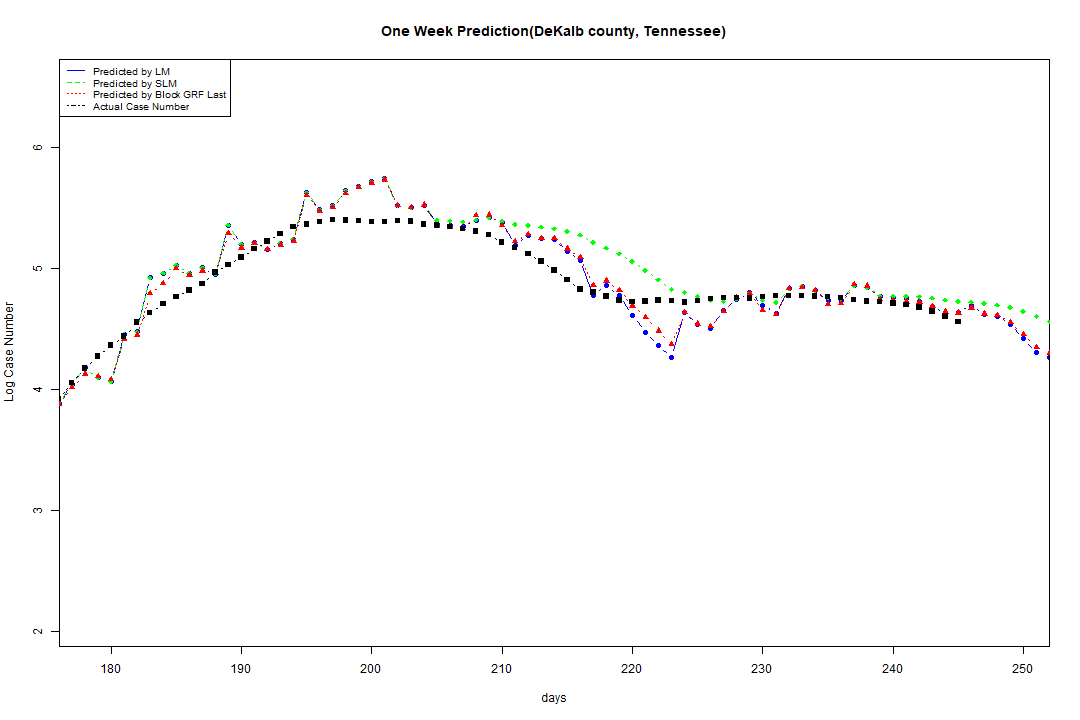 One Week Prediction(DeKalb county, Tennessee)
Predicted by LM
Predicted by SLM
Predicted by Block GRF Last
Actual Case Number
Log Case Number
6
5
4
3
2
180 190 200 210 220 230 240 250
days